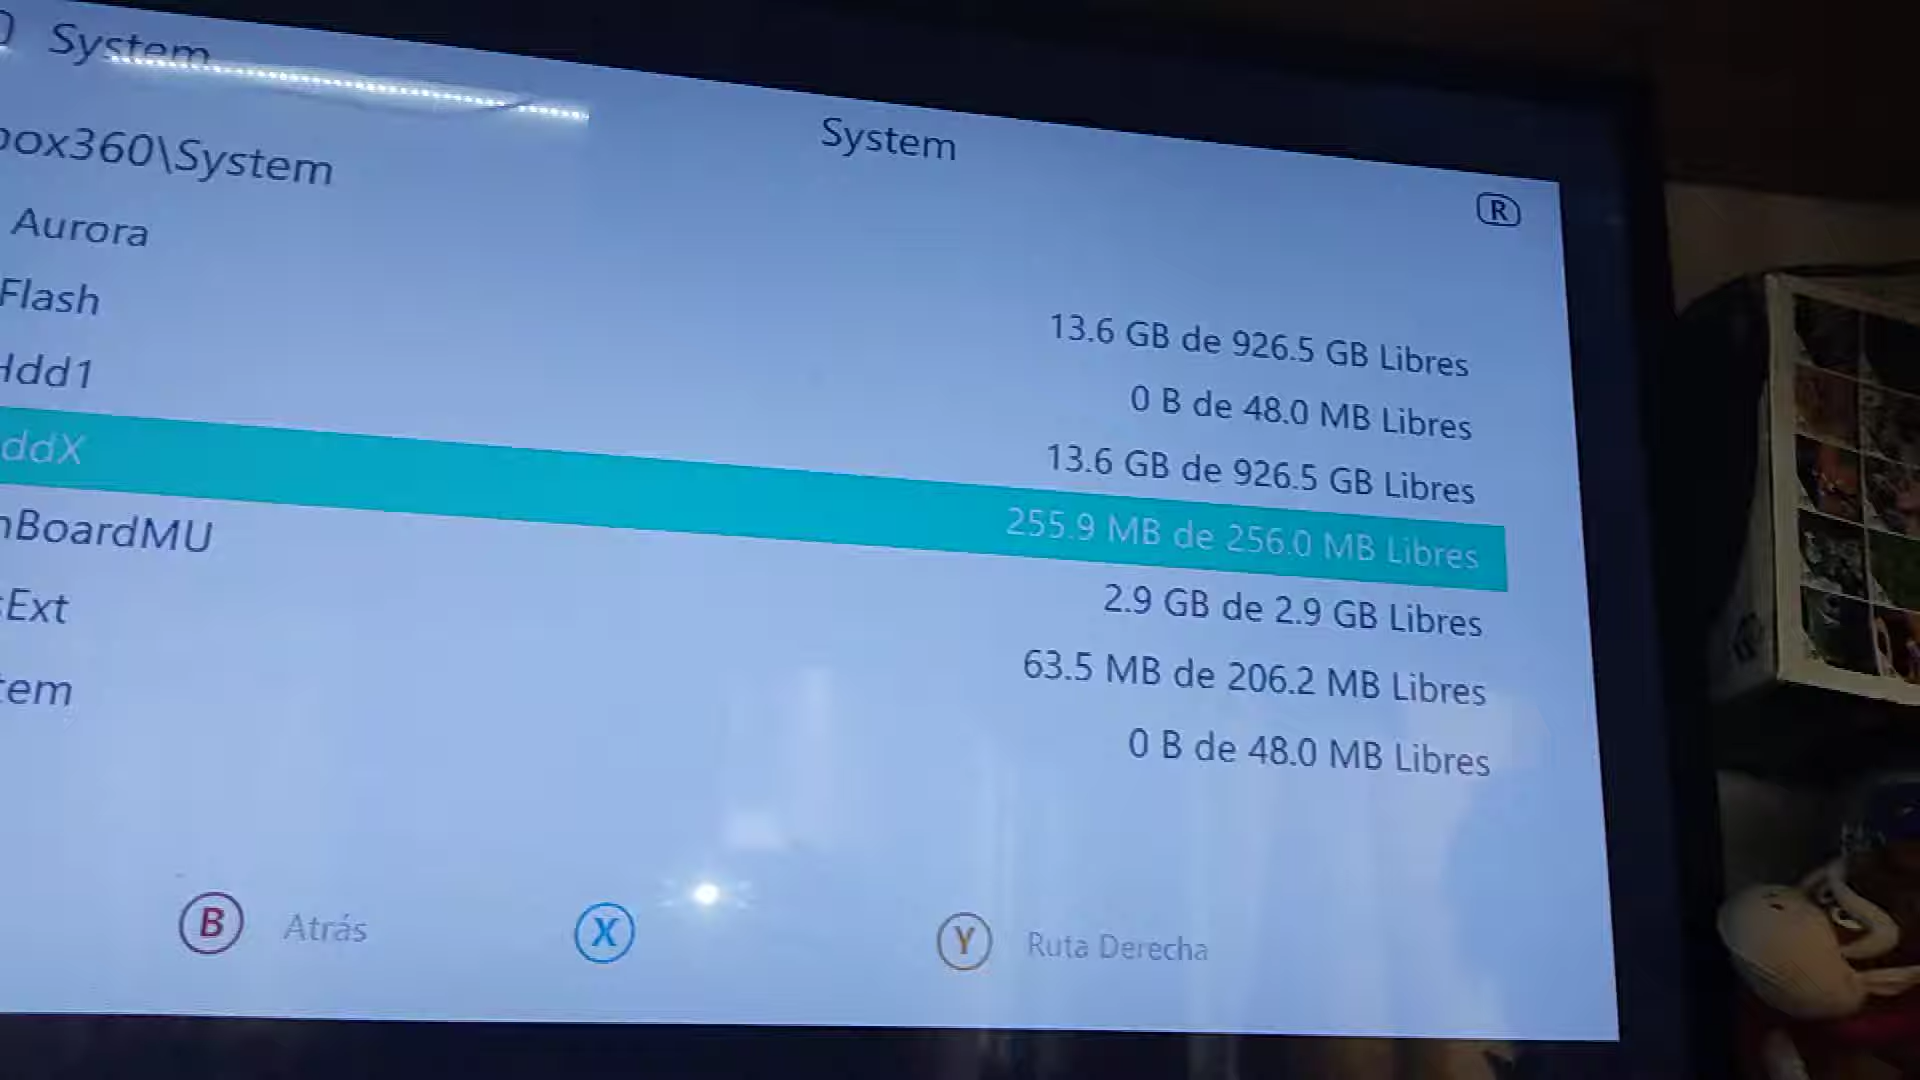 System
box360\System
System
R
Aurora
13.6 GB de 926.5 GB Libres
Flash
0 B de 48.0 MB Libres
Hdd1
13.6 GB de 926.5 GB Libres
ddX
255.9 MB de 256.0 MB Libres
nBoardMU
2.9 GB de 2.9 GB Libres
Ext
63.5 MB de 206.2 MB Libres
tem
0 B de 48.0 MB Libres
B Atrás
X
Y Ruta Derecha